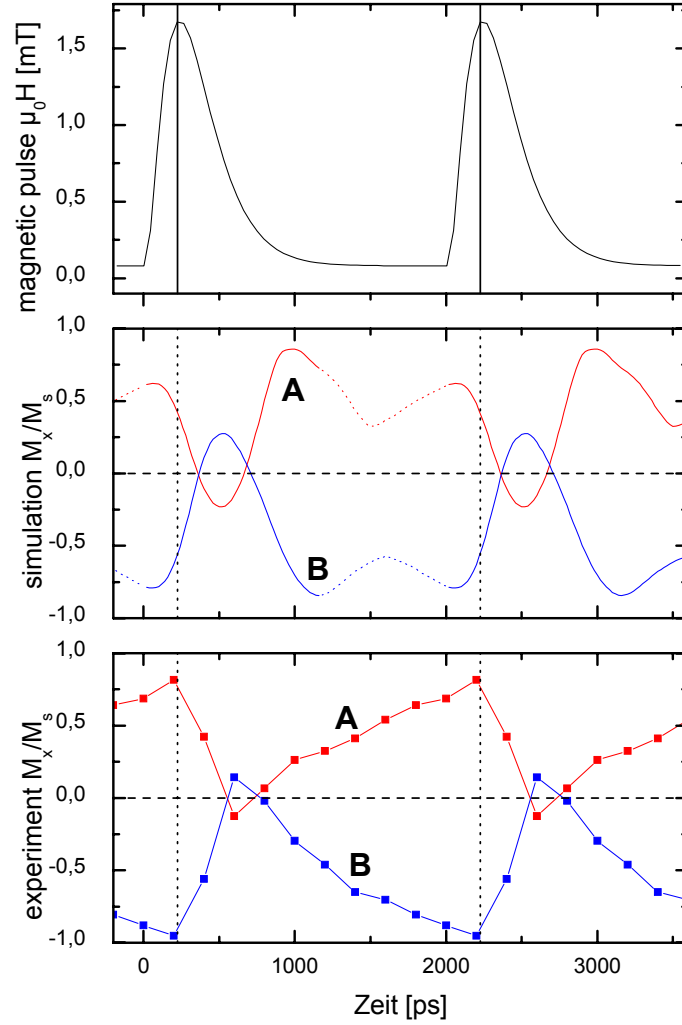 magnetic pulse μ₀H [mT]
1,5
1,0
0,5
0,0
simulation Mₓ/Mₛ
1,0
0,5
0,0
-0,5
-1,0
A
B
experiment Mₓ/Mₛ
1,0
0,5
0,0
-0,5
-1,0
A
B
0 1000 2000 3000
Zeit [ps]